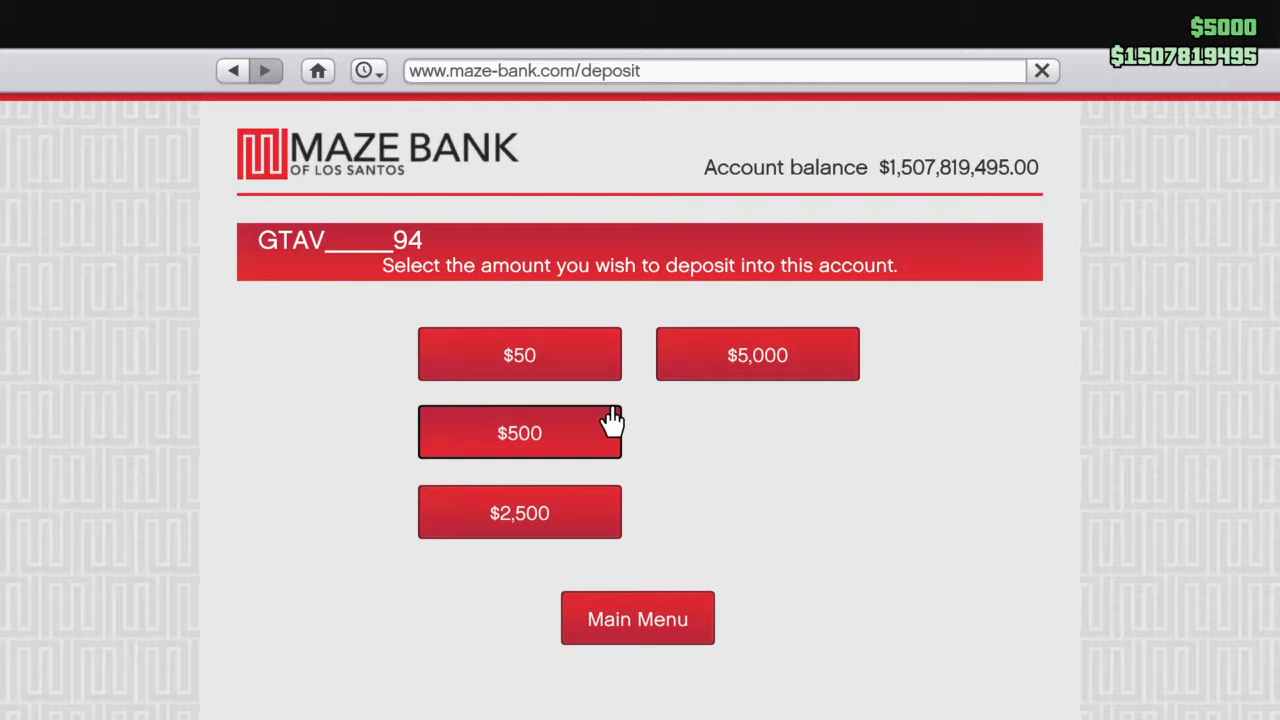 $5000
$1507819495
www.maze-bank.com/deposit
MAZE BANK
OF LOS SANTOS
Account balance $1,507,819,495.00
GTAV_____94
Select the amount you wish to deposit into this account.
$50
$5,000
$500
$2,500
Main Menu